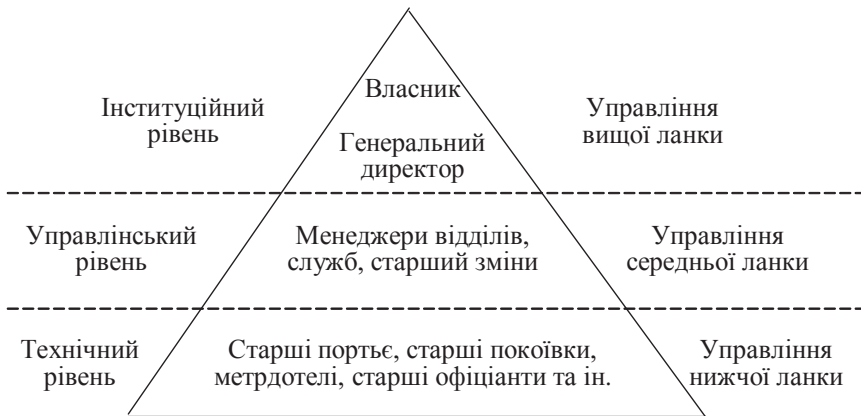 Інституційний
рівень
Власник
Генеральний
директор
Управління
вищої ланки
Управлінський
рівень
Менеджери відділів,
служб, старший зміни
Управління
середньої ланки
Технічний
рівень
Старші портьє, старші покоївки,
метрдотелі, старші офіціанти та ін.
Управління
нижчої ланки